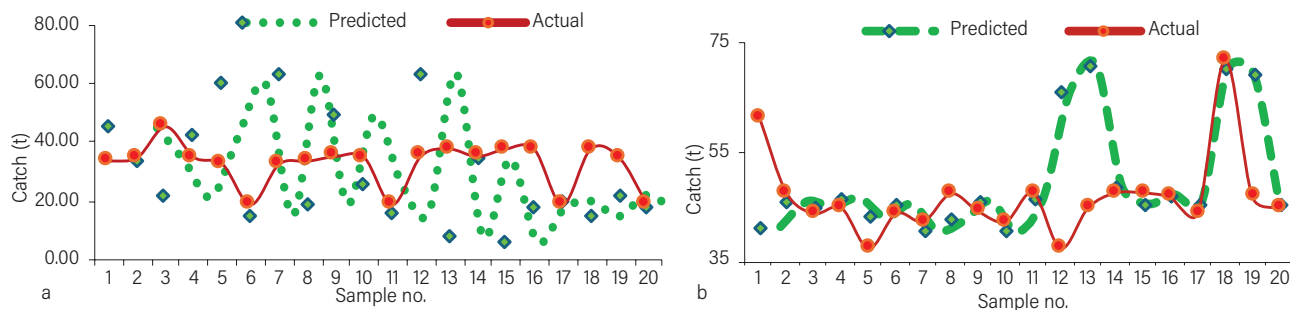 Predicted Actual
80.00
60.00
40.00
20.00
0.00
Catch (t)
1 2 3 4 5 6 7 8 9 10 11 12 13 14 15 16 17 18 19 20
Sample no.
a
Predicted Actual
75
55
35
Catch (t)
1 2 3 4 5 6 7 8 9 10 11 12 13 14 15 16 17 18 19 20
Sample no.
b